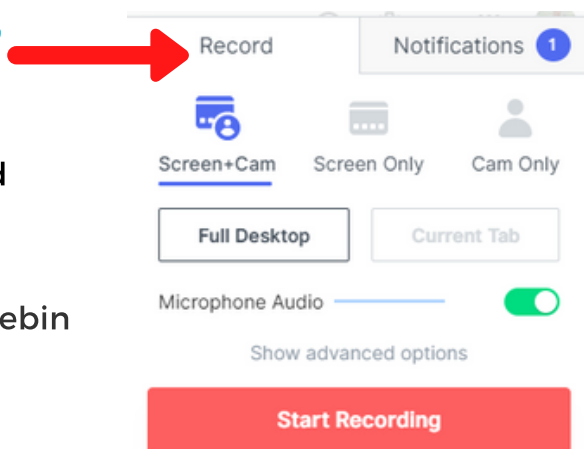 Record Notifications 1
Screen+Cam Screen Only Cam Only
Full Desktop Current Tab
ebin
Microphone Audio
Show advanced options
Start Recording